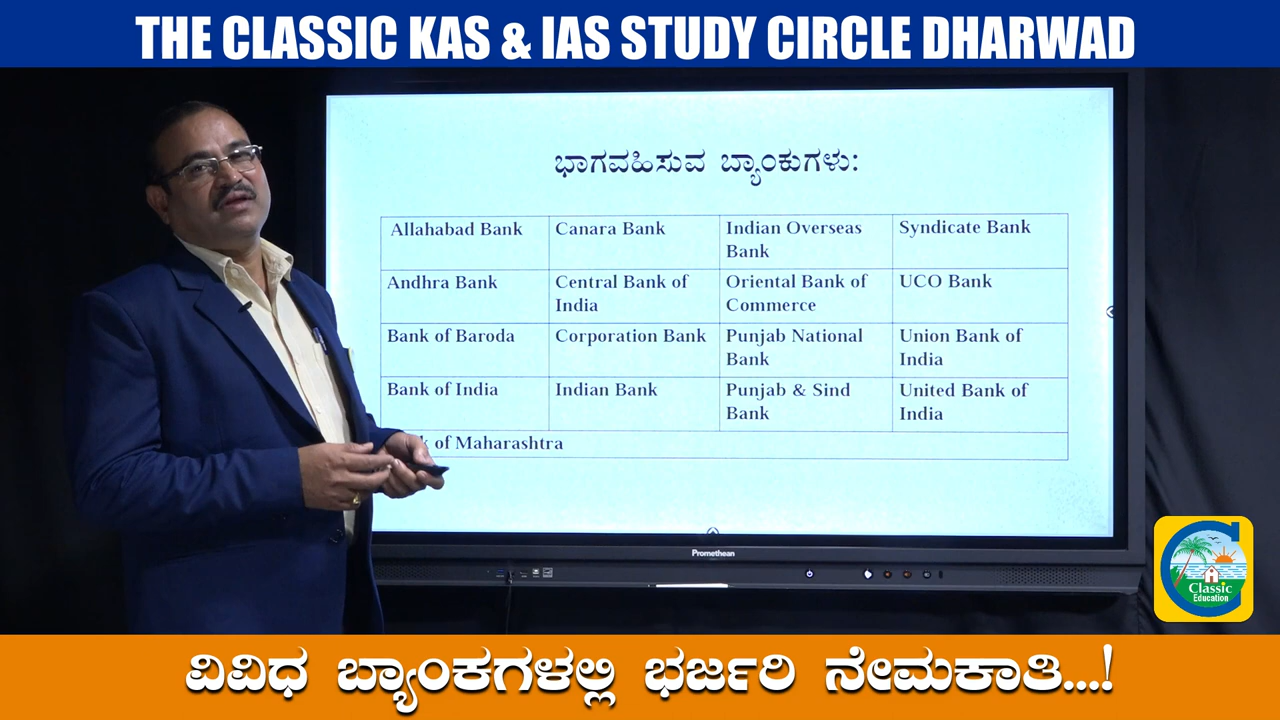 THE CLASSIC KAS & IAS STUDY CIRCLE DHARWAD
ಭಾಗವಹಿಸುವ ಬ್ಯಾಂಕುಗಳು:
Allahabad Bank Canara Bank Indian Overseas Bank Syndicate Bank
Andhra Bank Central Bank of India Oriental Bank of Commerce UCO Bank
Bank of Baroda Corporation Bank Punjab National Bank Union Bank of India
Bank of India Indian Bank Punjab & Sind Bank United Bank of India
of Maharashtra
Promethean
Classic
Education
ವಿವಿಧ ಬ್ಯಾಂಕಗಳಲ್ಲಿ ಭರ್ಜರಿ ನೇಮಕಾತಿ...!